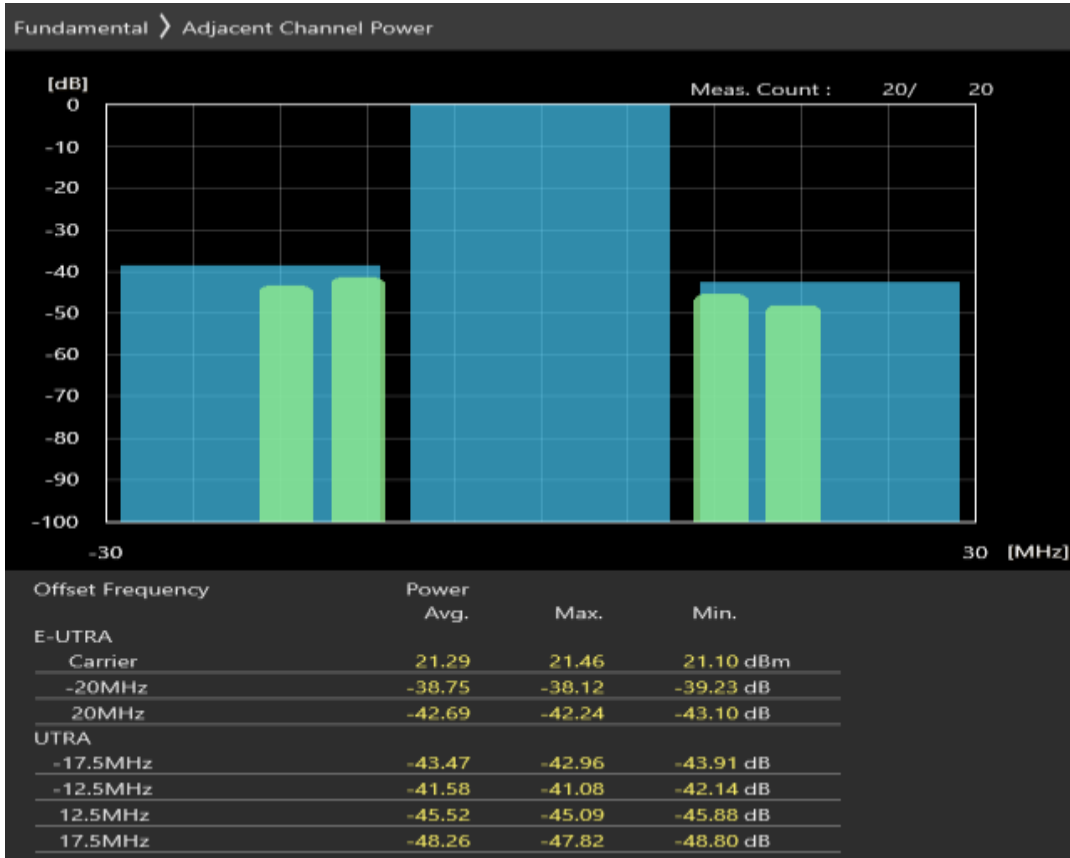 Fundamental 〉 Adjacent Channel Power
[dB]
Meas. Count : 20/ 20
0
-10
-20
-30
-40
-50
-60
-70
-80
-90
-100
-30 30 [MHz]
Offset Frequency Power
Avg. Max. Min.
E-UTRA
Carrier 21.29 21.46 21.10 dBm
-20MHz -38.75 -38.12 -39.23 dB
20MHz -42.69 -42.24 -43.10 dB
UTRA
-17.5MHz -43.47 -42.96 -43.91 dB
-12.5MHz -41.58 -41.08 -42.14 dB
12.5MHz -45.52 -45.09 -45.88 dB
17.5MHz -48.26 -47.82 -48.80 dB